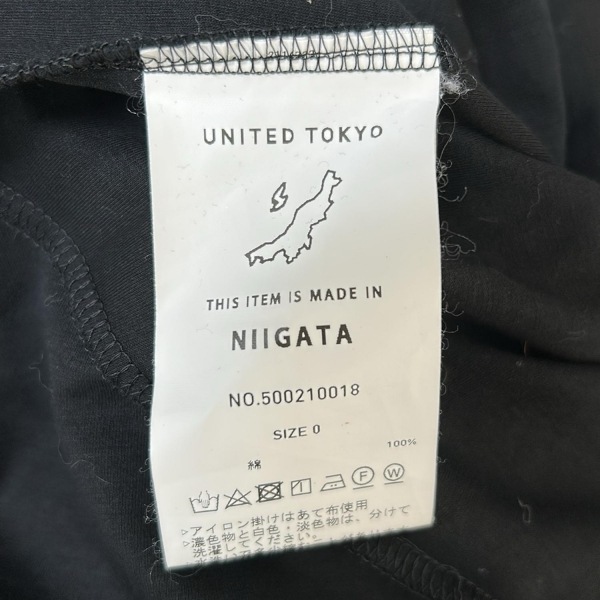 UNITED TOKYO
THIS ITEM IS MADE IN
NIIGATA
NO.500210018
SIZE 0
綿 100%
F W
>アイロン掛けはあて布使用
>濃色物と白色・淡色物は、分けて
洗濯してください。